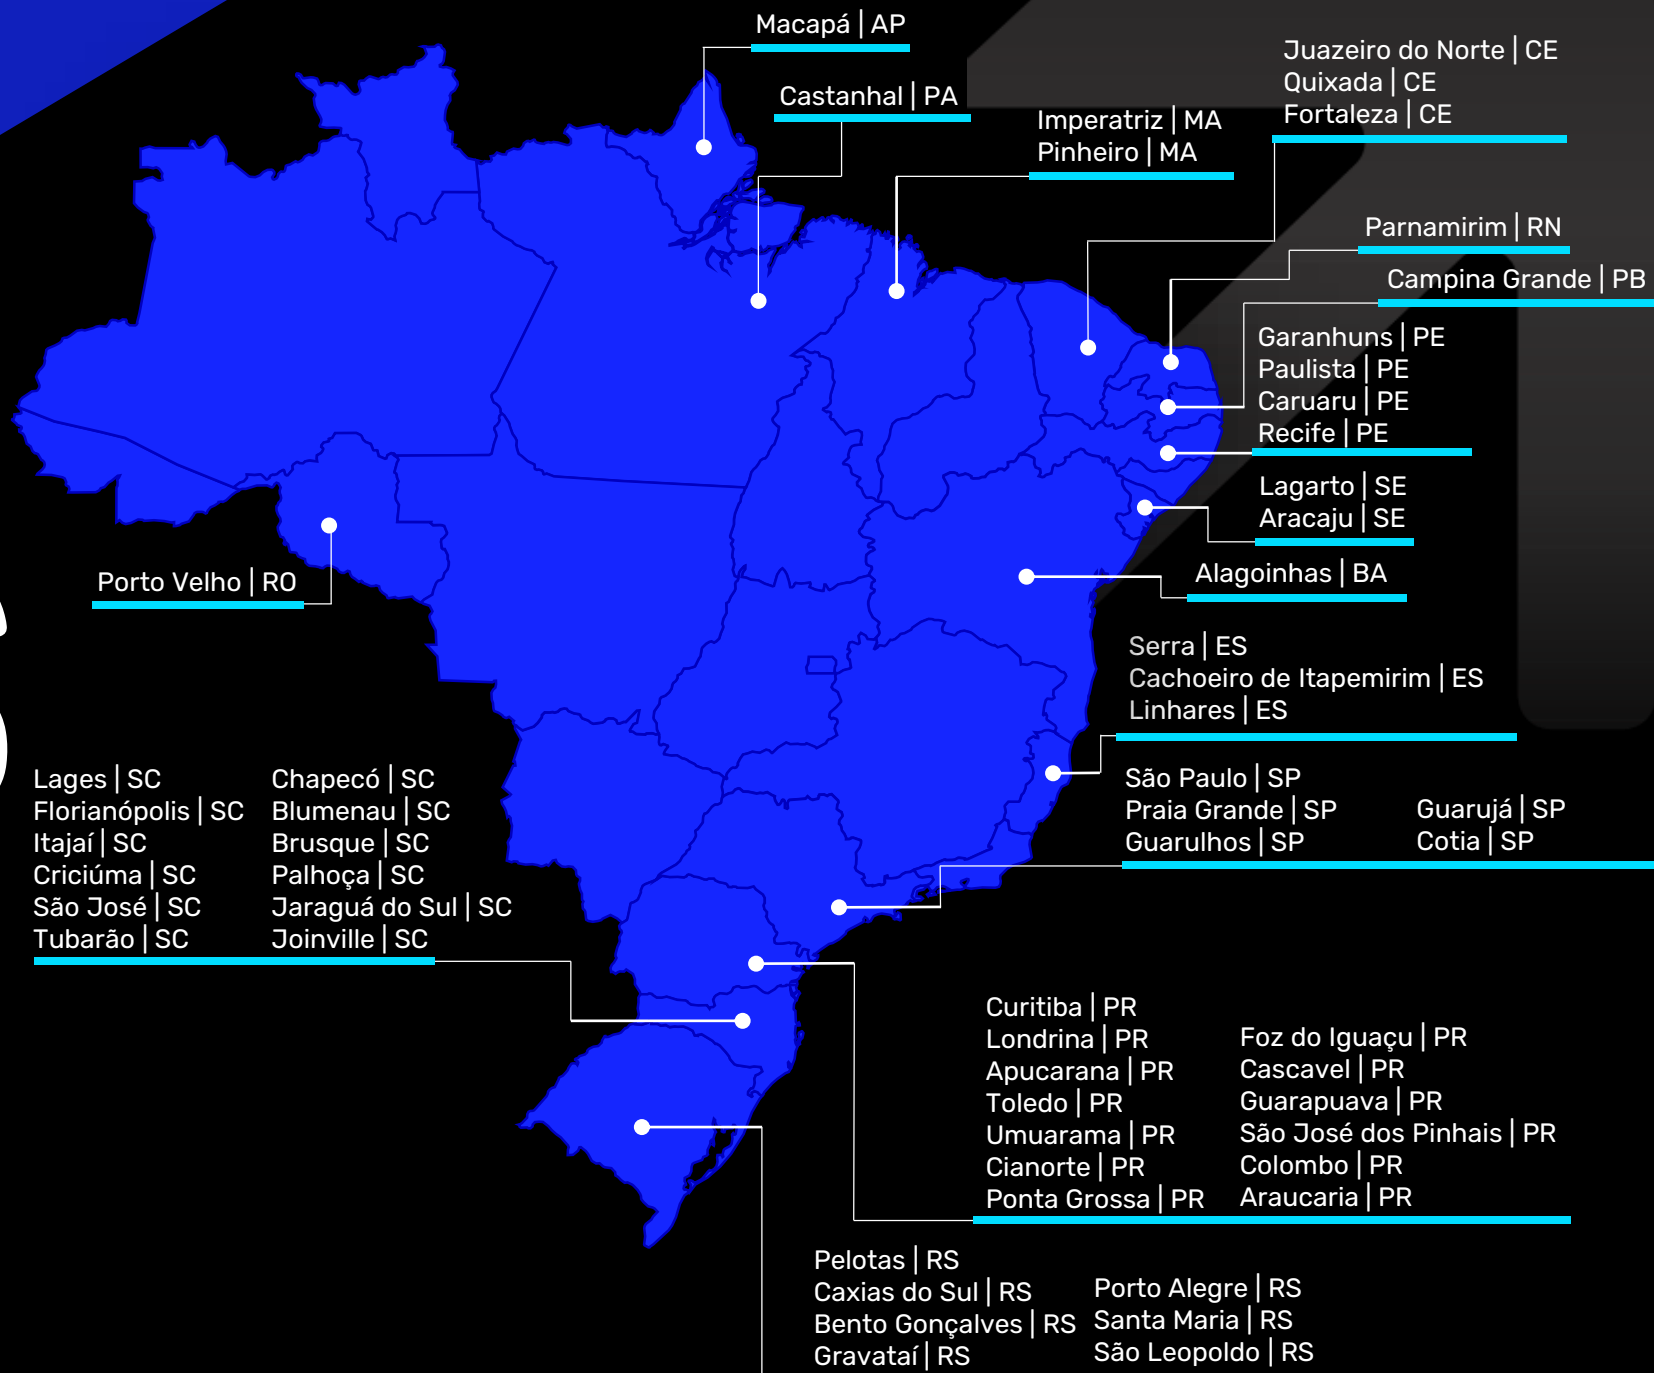 Macapá | AP
Castanhal | PA
Imperatriz | MA
Pinheiro | MA
Juazeiro do Norte | CE
Quixada | CE
Fortaleza | CE
Parnamirim | RN
Campina Grande | PB
Garanhuns | PE
Paulista | PE
Caruaru | PE
Recife | PE
Lagarto | SE
Aracaju | SE
Alagoinhas | BA
Porto Velho | RO
Serra | ES
Cachoeiro de Itapemirim | ES
Linhares | ES
São Paulo | SP
Praia Grande | SP
Guarulhos | SP
Guarujá | SP
Cotia | SP
Lages | SC
Florianópolis | SC
Itajaí | SC
Criciúma | SC
São José | SC
Tubarão | SC
Chapecó | SC
Blumenau | SC
Brusque | SC
Palhoça | SC
Jaraguá do Sul | SC
Joinville | SC
Curitiba | PR
Londrina | PR
Apucarana | PR
Toledo | PR
Umuarama | PR
Cianorte | PR
Ponta Grossa | PR
Foz do Iguaçu | PR
Cascavel | PR
Guarapuava | PR
São José dos Pinhais | PR
Colombo | PR
Araucaria | PR
Pelotas | RS
Caxias do Sul | RS
Bento Gonçalves | RS
Gravataí | RS
Porto Alegre | RS
Santa Maria | RS
São Leopoldo | RS